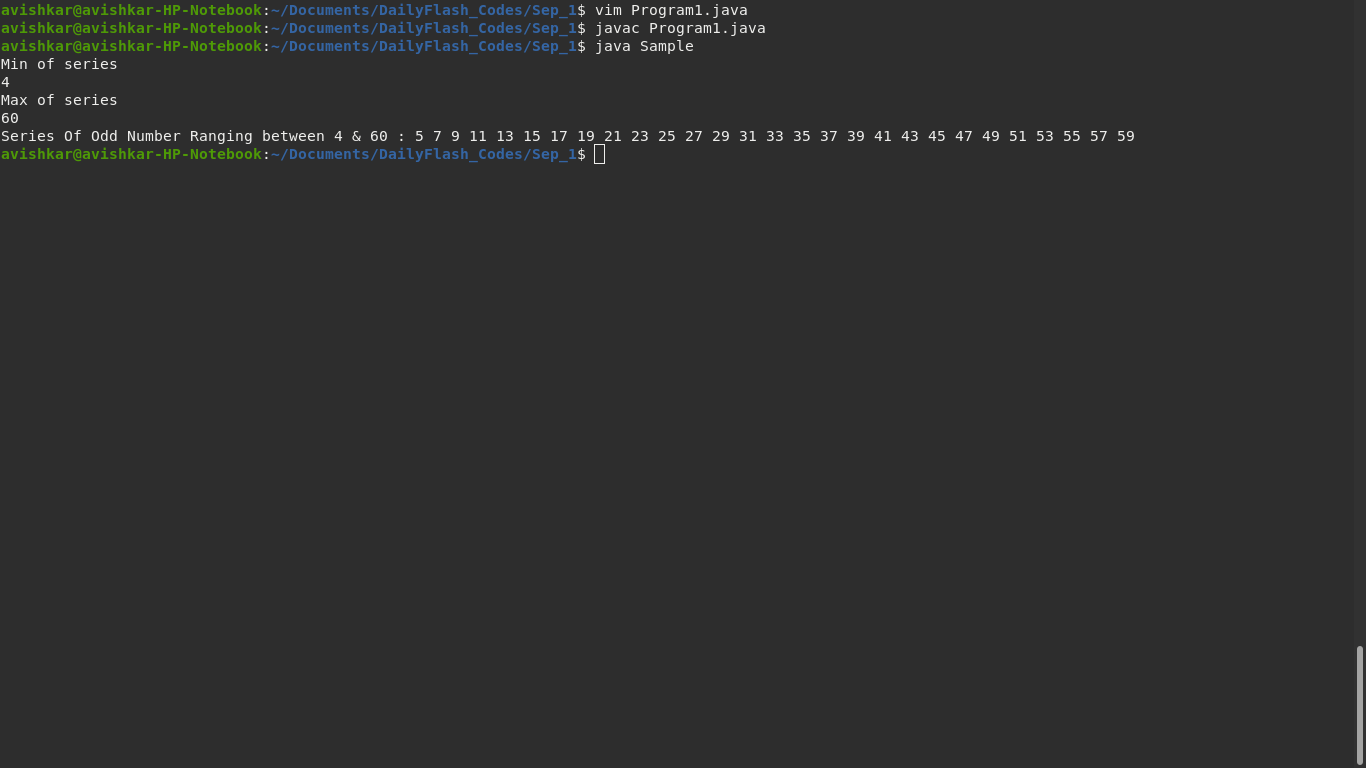 avishkar@avishkar-HP-Notebook:~/Documents/DailyFlash_Codes/Sep_1$ vim Program1.java
avishkar@avishkar-HP-Notebook:~/Documents/DailyFlash_Codes/Sep_1$ javac Program1.java
avishkar@avishkar-HP-Notebook:~/Documents/DailyFlash_Codes/Sep_1$ java Sample
Min of series
4
Max of series
60
Series Of Odd Number Ranging between 4 & 60 : 5 7 9 11 13 15 17 19 21 23 25 27 29 31 33 35 37 39 41 43 45 47 49 51 53 55 57 59
avishkar@avishkar-HP-Notebook:~/Documents/DailyFlash_Codes/Sep_1$